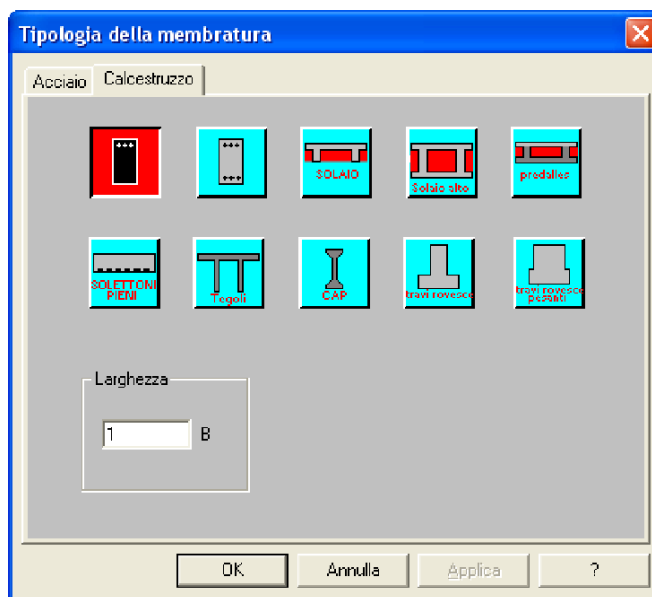 Tipologia della membratura
Acciaio
Calcestruzzo
SOLAIO
Solaio alto
predalles
SOLETTONI
PIENI
Tegoli
CAP
travi rovesce
travi rovesce
pesanti
Larghezza
1
B
OK
Annulla
Applica
?